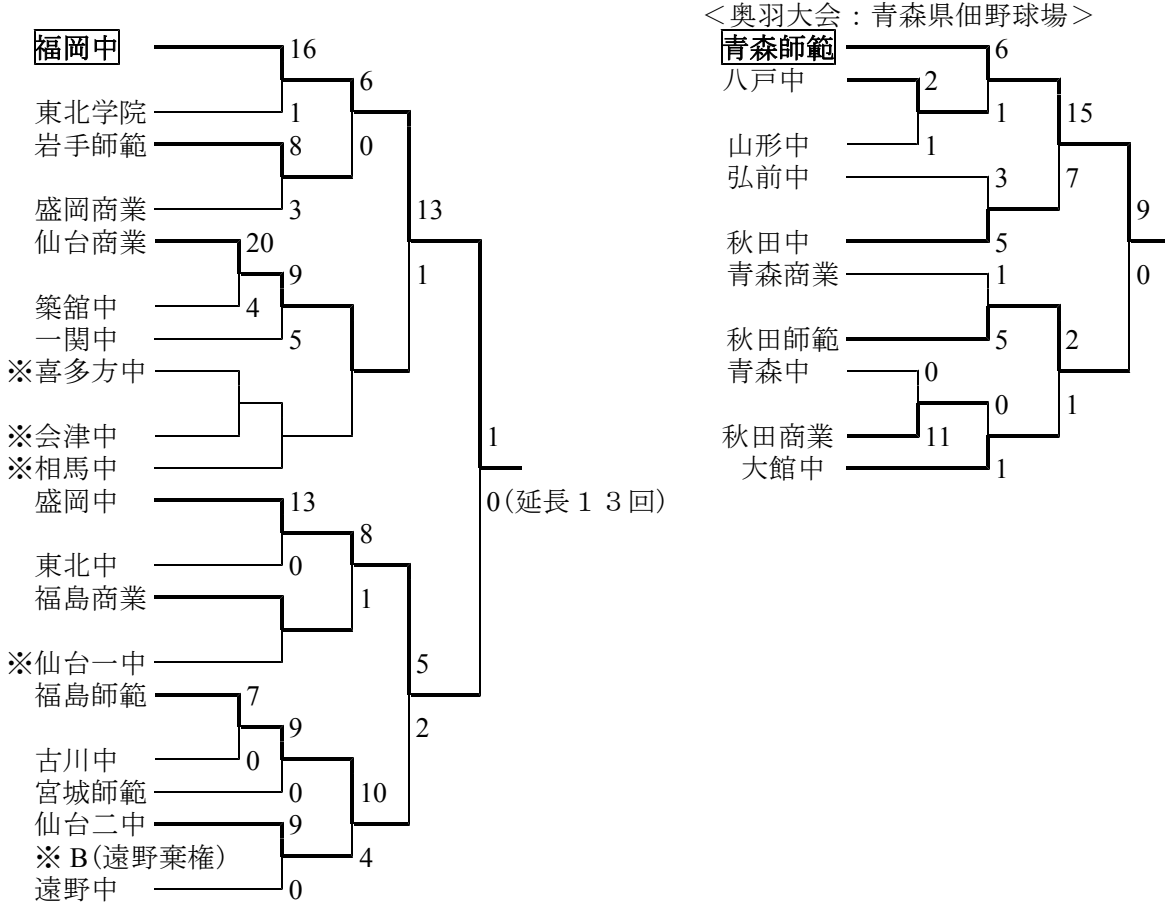 福岡中
16
6
東北学院
1
岩手師範
8
0
盛岡商業
3
13
仙台商業
20
9
1
築舘中
4
一関中
5
※喜多方中
※会津中
1
※相馬中
盛岡中
13
0(延長１３回)
8
東北中
0
福島商業
1
※仙台一中
5
福島師範
7
9
2
古川中
0
宮城師範
0
10
仙台二中
9
※ B(遠野棄権)
4
遠野中
0
＜奥羽大会：青森県佃野球場＞
青森師範
6
八戸中
2
1
15
山形中
1
弘前中
3
7
9
秋田中
5
青森商業
1
0
秋田師範
5
2
青森中
0
0
1
秋田商業
11
大館中
1